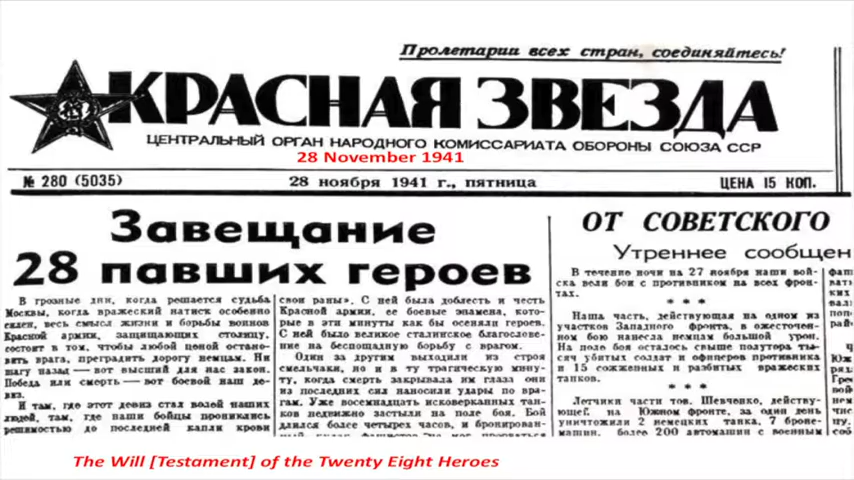 Пролетарии всех стран, соединяйтесь!
КРАСНАЯ ЗВЕЗДА
ЦЕНТРАЛЬНЫЙ ОРГАН НАРОДНОГО КОМИССАРИАТА ОБОРОНЫ СОЮЗА ССР
28 November 1941
№ 280 (5035)
28 ноября 1941 г., пятница
ЦЕНА 15 КОП.
Завещание
28 павших героев
В грозные дни, когда решается судьба
Москвы, когда вражеский натиск особенно
силен, весь смысл жизни и борьбы воинов
Красной армии, защищающих столицу,
состоит в том, чтобы любой ценой остано-
вить врага, преградить дорогу немцам. Ни
шагу назад — вот высший для нас закон.
Победа или смерть — вот боевой наш де-
виз.
И там, где этот девиз стал волей наших
людей, там, где наши бойцы прониклись
решимостью до последней капли крови
свои раны». С ней была доблесть и честь
Красной армии, ее боевые знамена, кото-
рые в эти минуты как бы осеняли героев.
С ней было великое сталинское благослове-
ние на беспощадную борьбу с врагом.
Один за другим выходили из строя
смельчаки, но и в ту трагическую мину-
ту, когда смерть закрывала им глаза они
из последних сил наносили удары по вра-
гам. Уже восемнадцать исковерканных тан-
ков недвижно застыли на поле боя. Бой
длился более четырех часов, и бронирован-
ОТ СОВЕТСКОГО
Утреннее сообщен
В течение ночи на 27 ноября наши вой-
ска вели бои с противником на всех фрон-
тах.
* * *
Наша часть, действующая на одном из
участков Западного фронта, в ожесточен-
ном бою нанесла немцам большой урон.
На поле боя осталось свыше полутора ты-
сяч убитых солдат и офицеров противника
и 15 сожженных и разбитых вражеских
танков.
* * *
Летчики части тов. Шевченко, действу-
ющей на Южном фронте, за один день
уничтожили 2 немецких танка, 7 броне-
машин, более 200 автомашин с военным
The Will [Testament] of the Twenty Eight Heroes